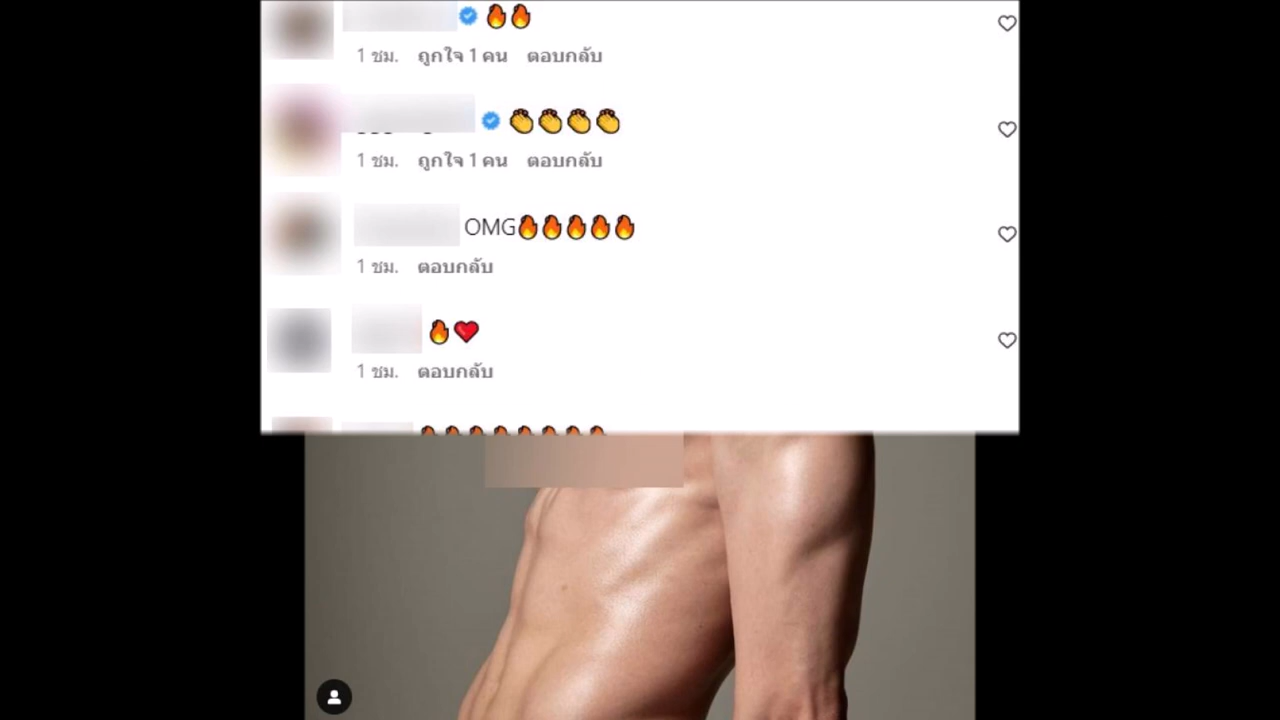 🔥🔥
1 ชม. ถูกใจ 1 คน ตอบกลับ
👏👏👏👏
1 ชม. ถูกใจ 1 คน ตอบกลับ
OMG🔥🔥🔥🔥🔥
1 ชม. ตอบกลับ
🔥❤️
1 ชม. ตอบกลับ